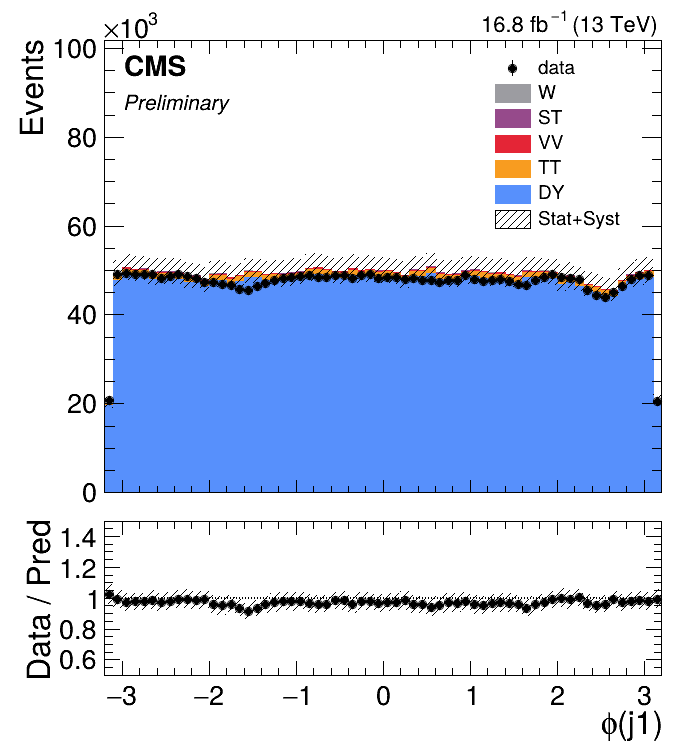 ×10³
16.8 fb⁻¹ (13 TeV)
Events
100
80
60
40
20
0
CMS
Preliminary
data
W
ST
VV
TT
DY
Stat+Syst
Data / Pred
1.4
1.2
1
0.8
0.6
−3 −2 −1 0 1 2 3
ϕ(j1)